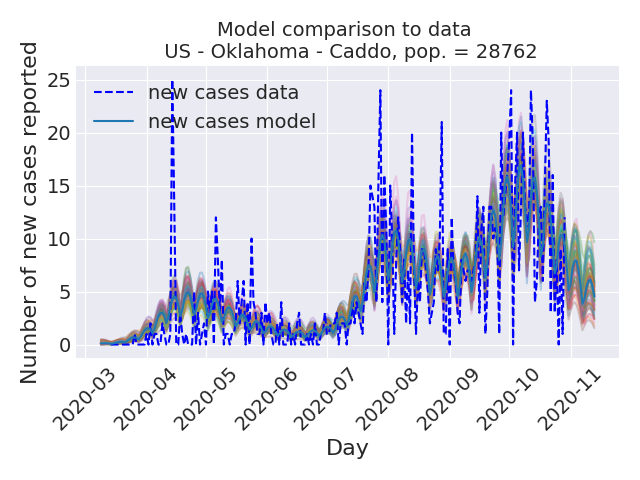 Model comparison to data
US - Oklahoma - Caddo, pop. = 28762
Number of new cases reported
25
20
15
10
5
0
new cases data
new cases model
2020-03
2020-04
2020-05
2020-06
2020-07
2020-08
2020-09
2020-10
2020-11
Day